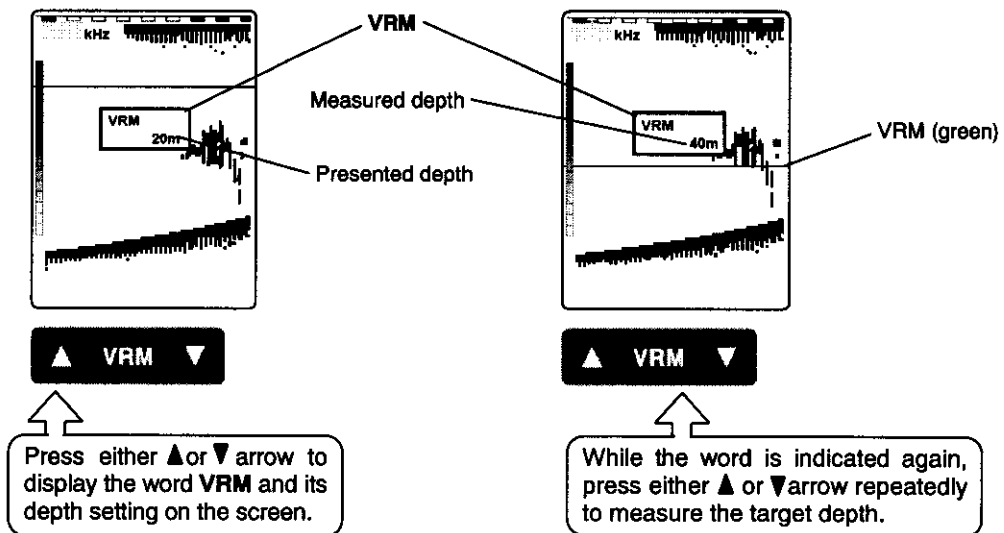 kHz
VRM
20m
VRM
Measured depth
Presented depth
kHz
VRM
40m
VRM (green)
▲ VRM ▼
▲ VRM ▼
Press either ▲or ▼ arrow to
display the word VRM and its
depth setting on the screen.
While the word is indicated again,
press either ▲ or ▼arrow repeatedly
to measure the target depth.